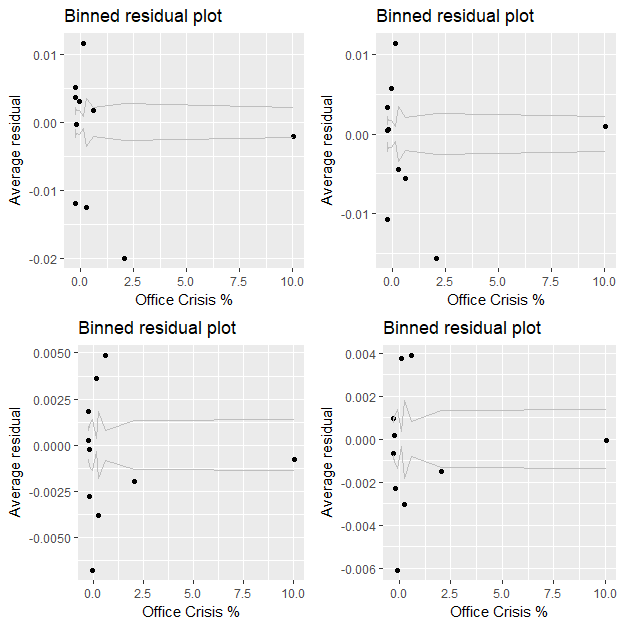 Binned residual plot
Average residual
0.01
0.00
-0.01
-0.02
0.0 2.5 5.0 7.5 10.0
Office Crisis %
Binned residual plot
Average residual
0.01
0.00
-0.01
0.0 2.5 5.0 7.5 10.0
Office Crisis %
Binned residual plot
Average residual
0.0050
0.0025
0.0000
-0.0025
-0.0050
0.0 2.5 5.0 7.5 10.0
Office Crisis %
Binned residual plot
Average residual
0.004
0.002
0.000
-0.002
-0.004
-0.006
0.0 2.5 5.0 7.5 10.0
Office Crisis %